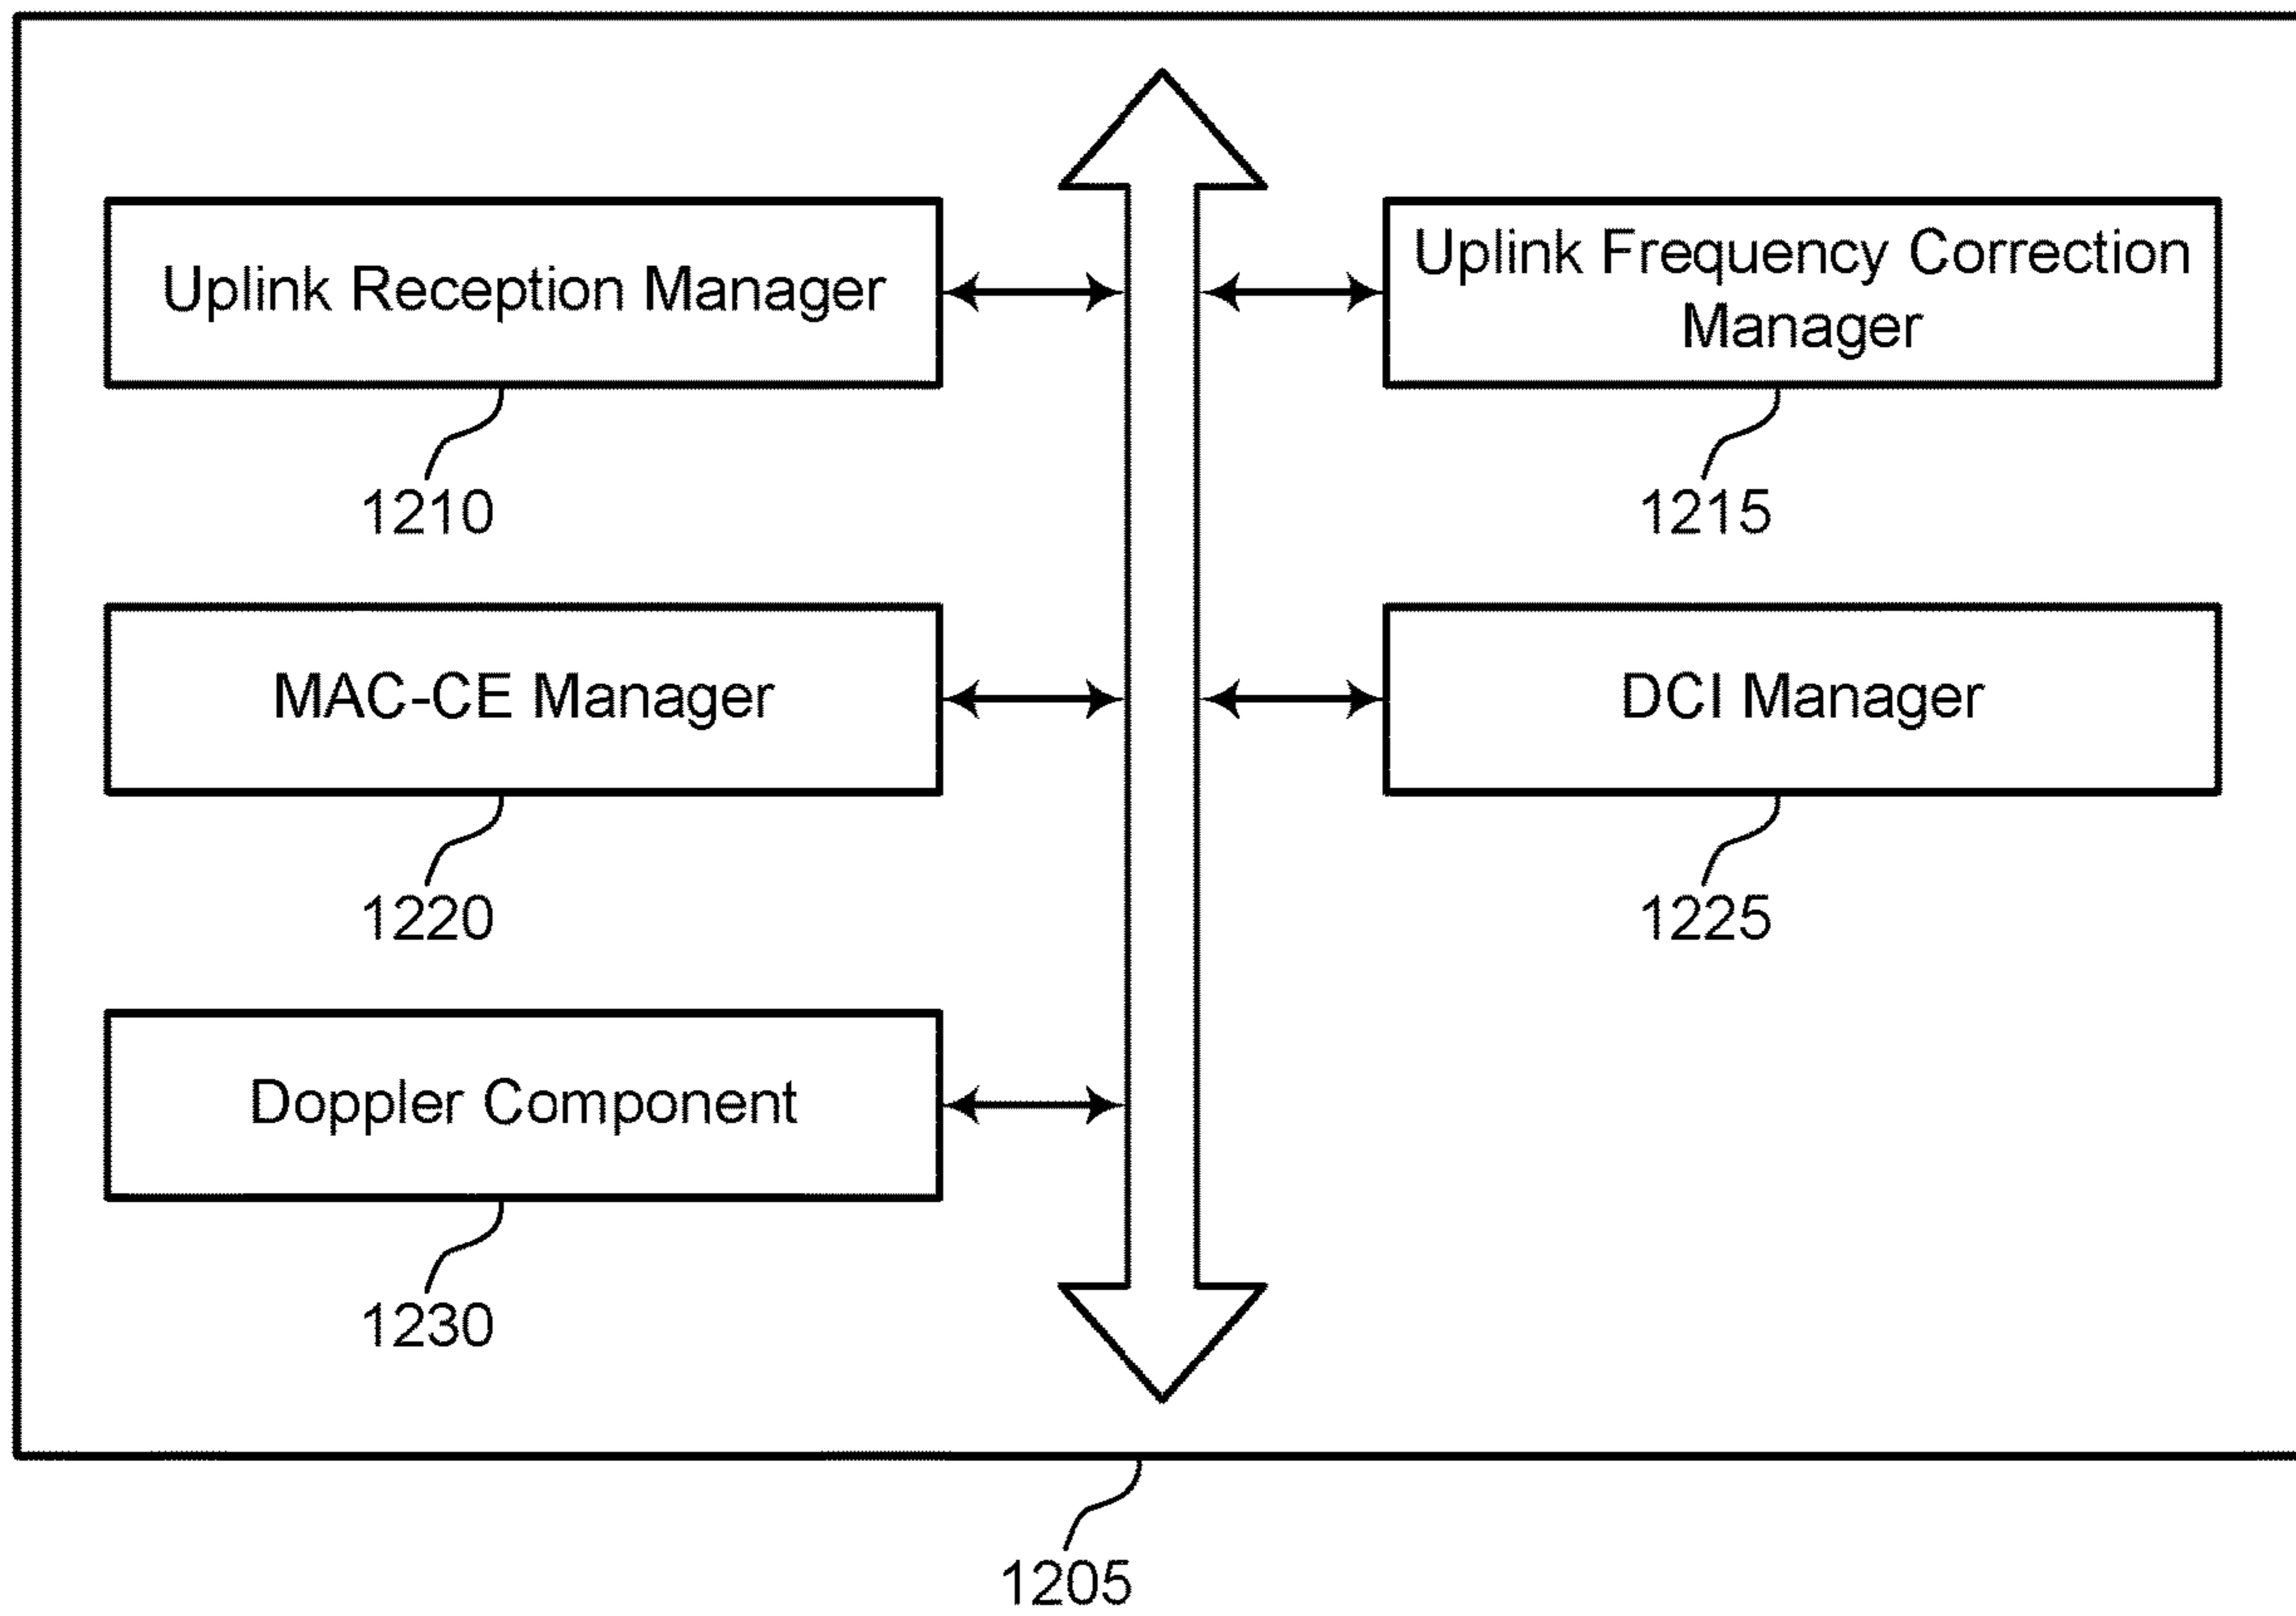 Uplink Reception Manager
1210
Uplink Frequency Correction
Manager
1215
MAC-CE Manager
1220
DCI Manager
1225
Doppler Component
1230
1205